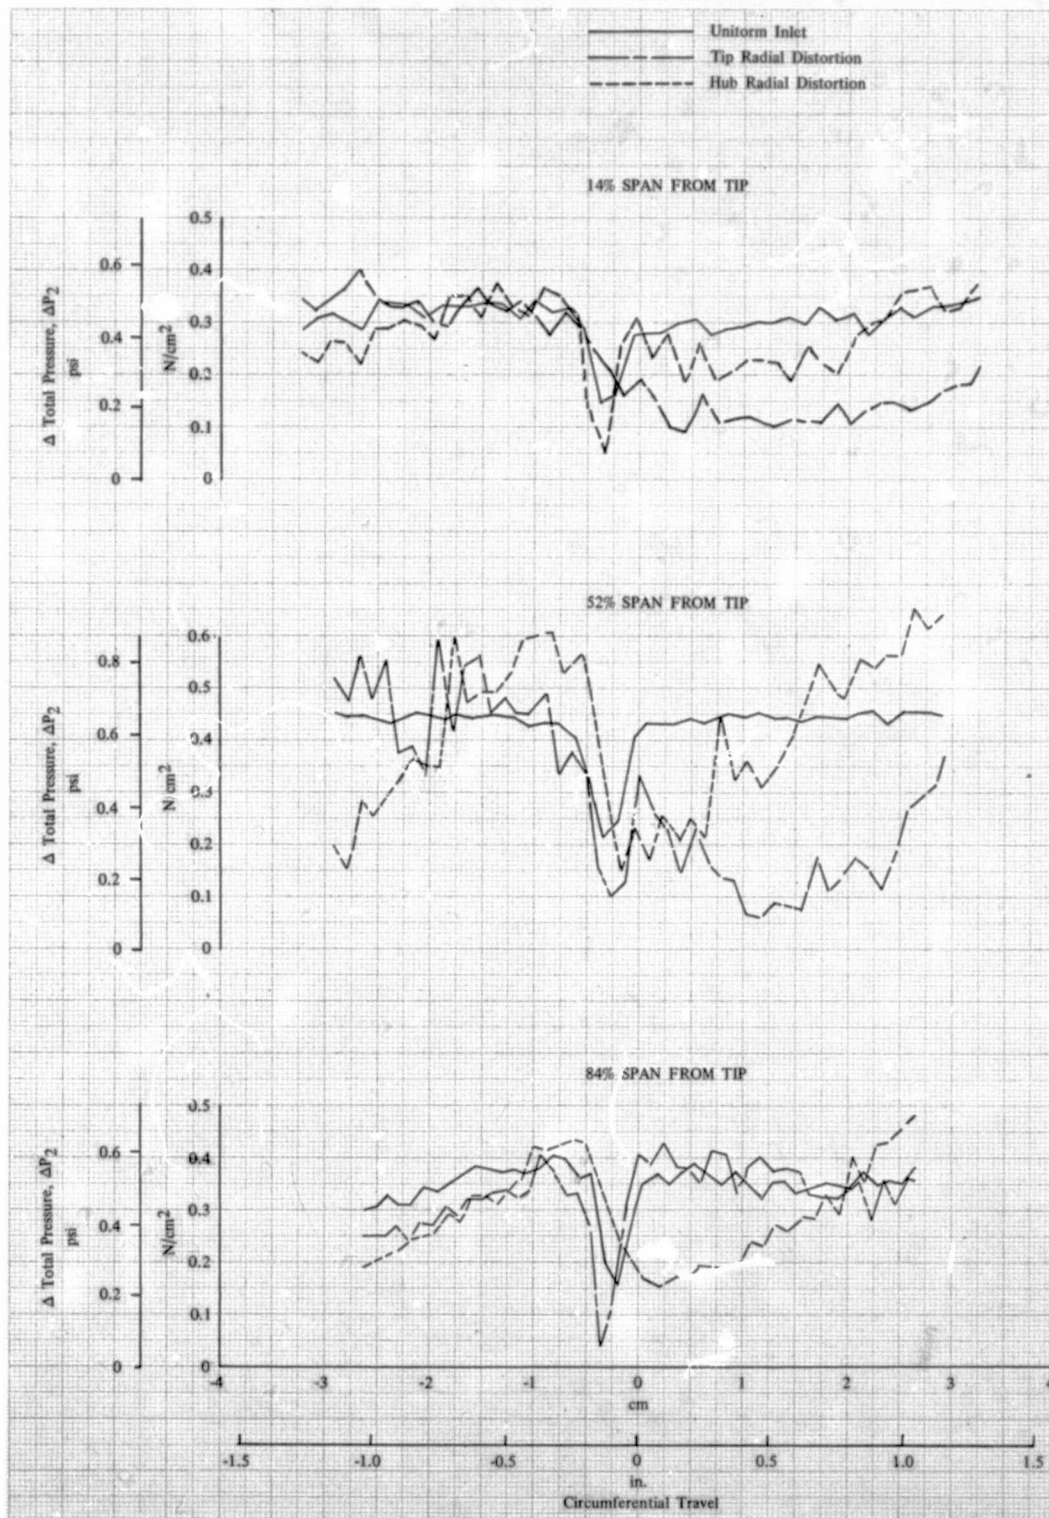 Unitorm Inlet
Tip Radial Distortion
Hub Radial Distortion
14% SPAN FROM TIP
Δ Total Pressure, ΔP2
psi
0.6
0.4
0.2
0
N/cm2
0.5
0.4
0.3
0.2
0.1
0
52% SPAN FROM TIP
Δ Total Pressure, ΔP2
psi
0.8
0.6
0.4
0.2
0
N/cm2
0.6
0.5
0.4
0.3
0.2
0.1
0
84% SPAN FROM TIP
Δ Total Pressure, ΔP2
psi
0.6
0.4
0.2
0
N/cm2
0.5
0.4
0.3
0.2
0.1
0
-4 -3 -2 -1 0 1 2 3 4
cm
-1.5 -1.0 -0.5 0 0.5 1.0 1.5
in.
Circumferential Travel